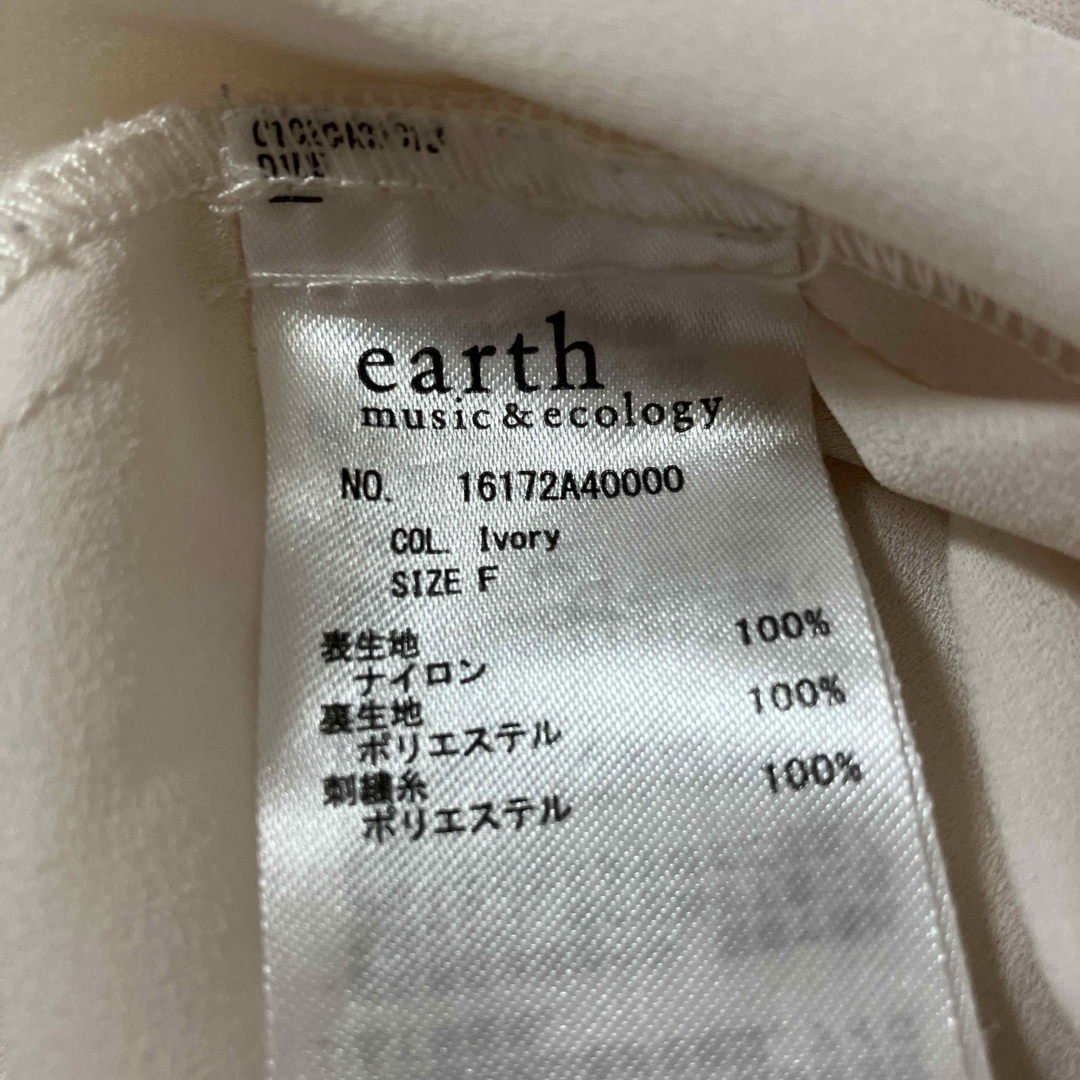 earth
music&ecology
NO. 16172A40000
COL. Ivory
SIZE F
表生地 100%
ナイロン
裏生地 100%
ポリエステル
刺繍糸 100%
ポリエステル